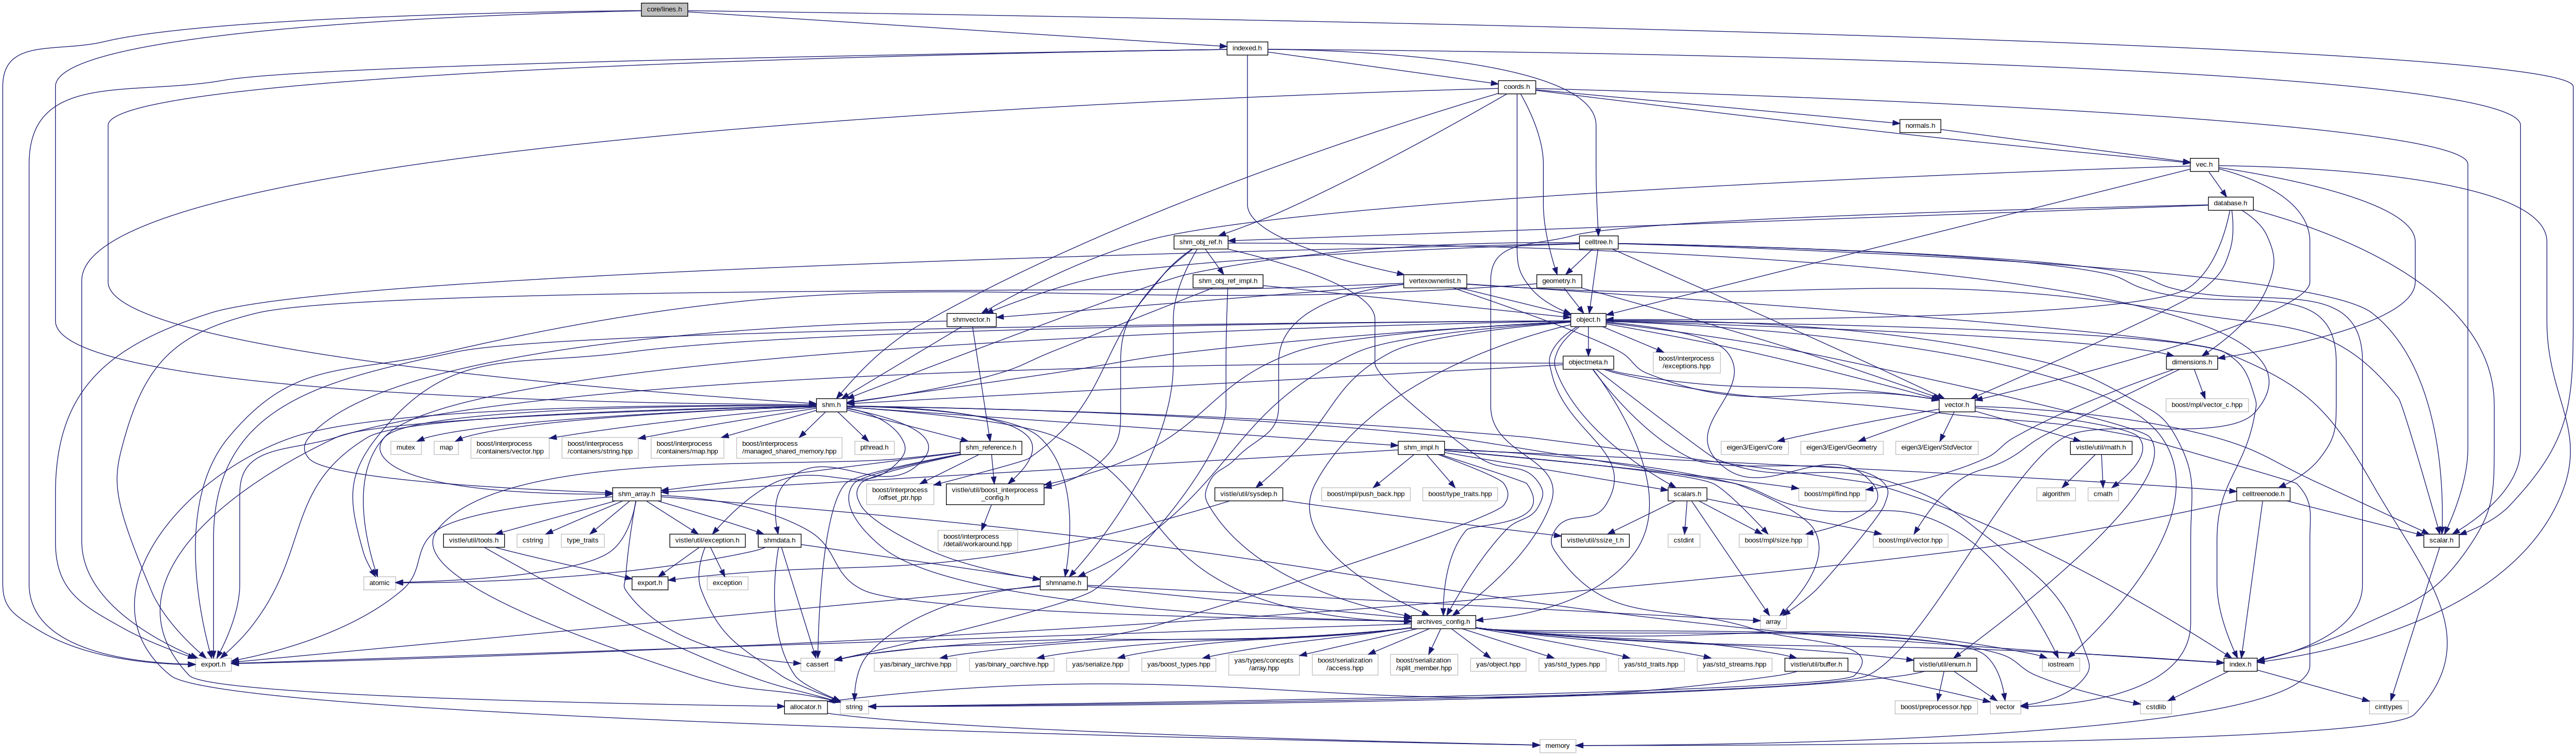 core/lines.h
indexed.h
coords.h
normals.h
vec.h
database.h
shm_obj_ref.h
celltree.h
shm_obj_ref_impl.h
vertexownerlist.h
geometry.h
shmvector.h
object.h
objectmeta.h
boost/interprocess
/exceptions.hpp
dimensions.h
shm.h
boost/mpl/vector_c.hpp
vector.h
mutex
map
boost/interprocess
/containers/vector.hpp
boost/interprocess
/containers/string.hpp
boost/interprocess
/containers/map.hpp
boost/interprocess
/managed_shared_memory.hpp
pthread.h
shm_reference.h
shm_impl.h
eigen3/Eigen/Core
eigen3/Eigen/Geometry
eigen3/Eigen/StdVector
vistle/util/math.h
shm_array.h
boost/interprocess
/offset_ptr.hpp
vistle/util/boost_interprocess
_config.h
vistle/util/sysdep.h
boost/mpl/push_back.hpp
boost/type_traits.hpp
scalars.h
boost/mpl/find.hpp
algorithm
cmath
celltreenode.h
vistle/util/tools.h
cstring
type_traits
vistle/util/exception.h
shmdata.h
boost/interprocess
/detail/workaround.hpp
vistle/util/ssize_t.h
cstdint
boost/mpl/size.hpp
boost/mpl/vector.hpp
scalar.h
atomic
export.h
exception
shmname.h
archives_config.h
array
export.h
cassert
yas/binary_iarchive.hpp
yas/binary_oarchive.hpp
yas/serialize.hpp
yas/boost_types.hpp
yas/types/concepts
/array.hpp
boost/serialization
/access.hpp
boost/serialization
/split_member.hpp
yas/object.hpp
yas/std_types.hpp
yas/std_traits.hpp
yas/std_streams.hpp
vistle/util/buffer.h
vistle/util/enum.h
iostream
index.h
allocator.h
string
boost/preprocessor.hpp
vector
cstdlib
cinttypes
memory